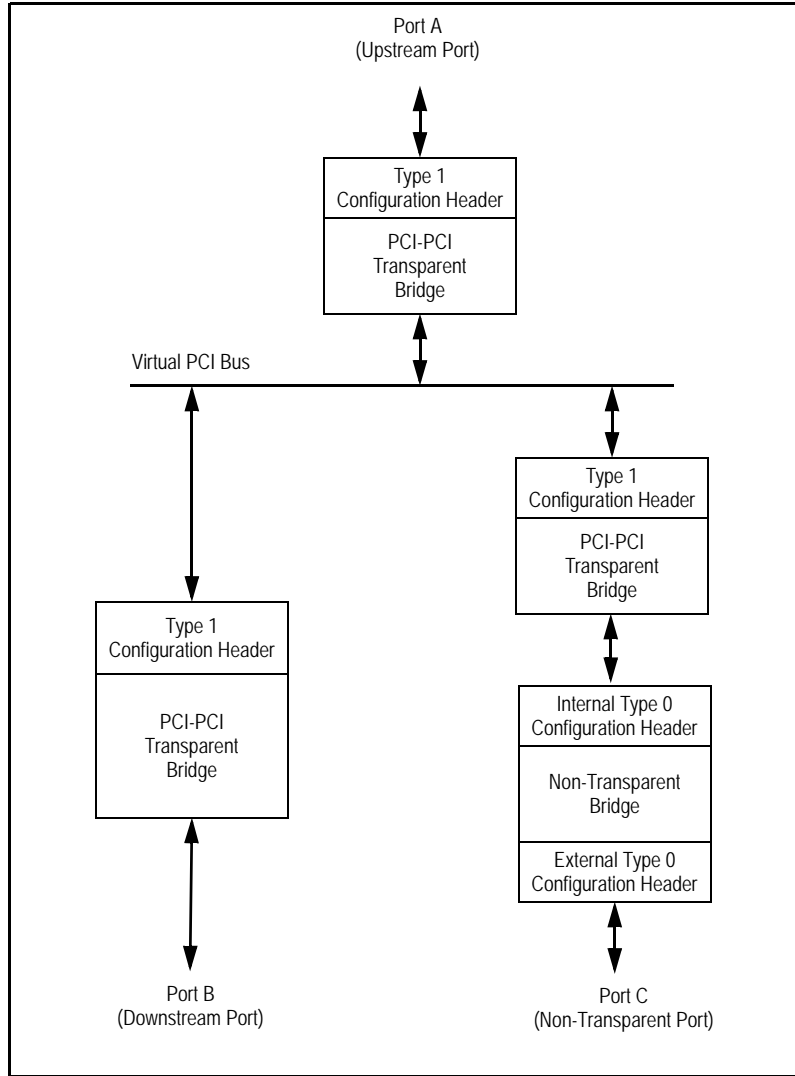 Port A
(Upstream Port)
Type 1
Configuration Header
PCI-PCI
Transparent
Bridge
Virtual PCI Bus
Type 1
Configuration Header
PCI-PCI
Transparent
Bridge
Type 1
Configuration Header
PCI-PCI
Transparent
Bridge
Internal Type 0
Configuration Header
Non-Transparent
Bridge
External Type 0
Configuration Header
Port B
(Downstream Port)
Port C
(Non-Transparent Port)